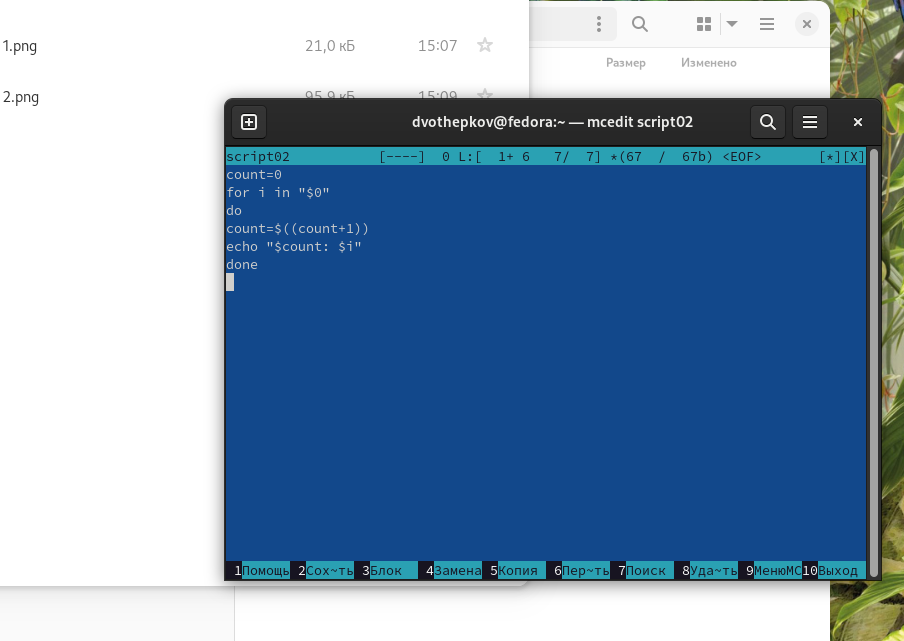 1.png 21,0 кБ 15:07
Размер Изменено
2.png 95,9 кБ 15:09
dvothepkov@fedora:~ — mcedit script02
script02 [----] 0 L:[ 1+ 6 7/ 7] *(67 / 67b) <EOF> [*][X]
count=0
for i in "$0"
do
count=$((count+1))
echo "$count: $i"
done
1Помощь 2Сох~ть 3Блок 4Замена 5Копия 6Пер~ть 7Поиск 8Уда~ть 9МенюMC 10Выход